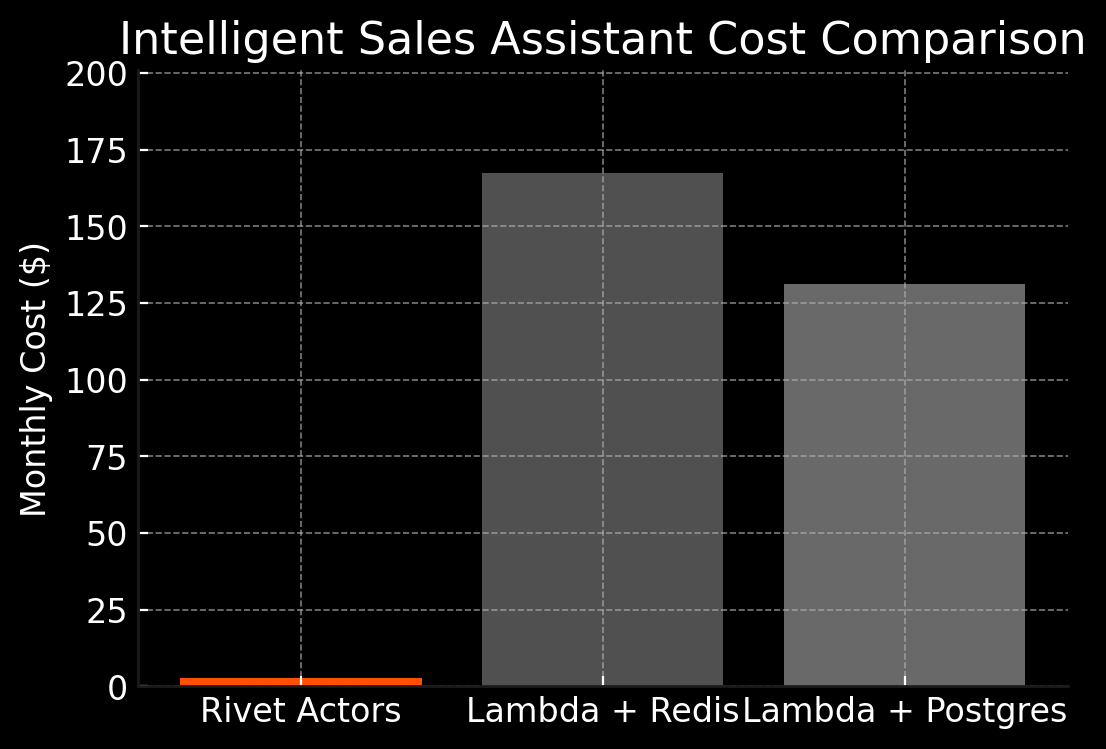 Intelligent Sales Assistant Cost Comparison
200
175
150
125
100
75
50
25
0
Monthly Cost ($)
Rivet Actors
Lambda + Redis
Lambda + Postgres